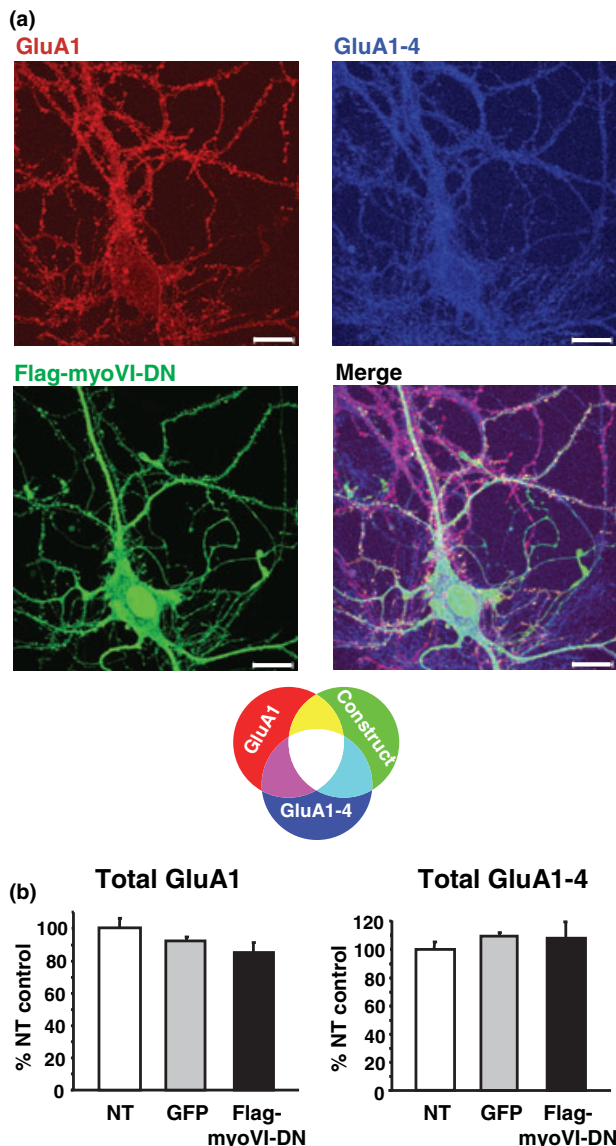 (a)
GluA1
GluA1-4
Flag-myoVI-DN
Merge
GluA1
Construct
GluA1-4
(b)
Total GluA1
Total GluA1-4
% NT control
100
80
60
40
20
0
NT
GFP
Flag-
myoVI-DN
% NT control
120
100
80
60
40
20
0
NT
GFP
Flag-
myoVI-DN